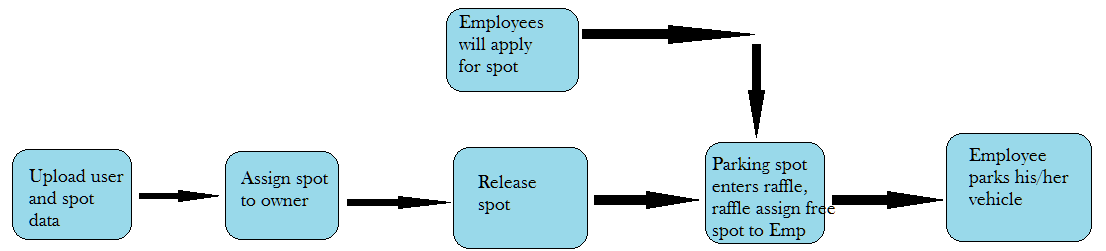 Employees
will apply
for spot
Upload user
and spot
data
Assign spot
to owner
Release
spot
Parking spot
enters raffle,
raffle assign free
spot to Emp
Employee
parks his/her
vehicle